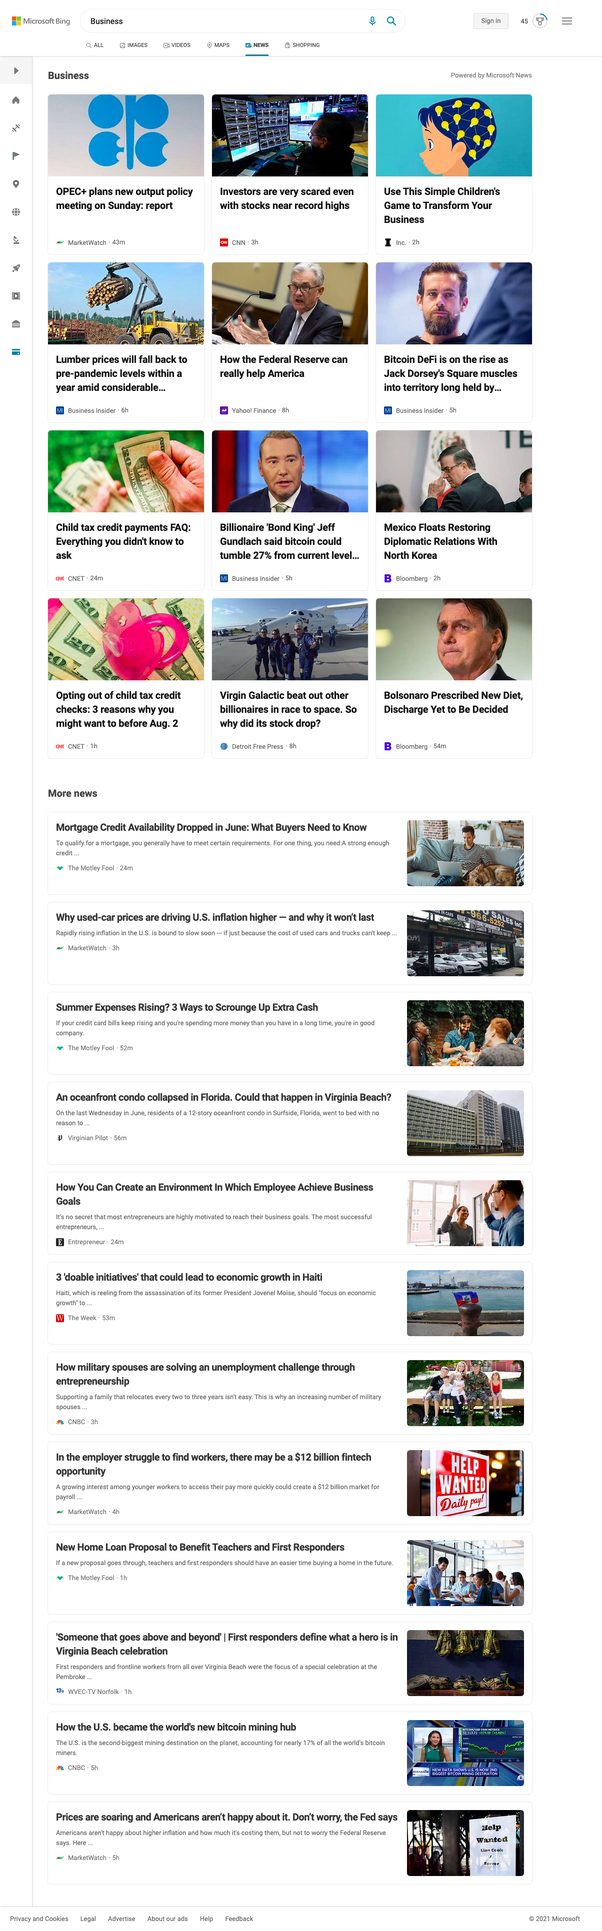 Microsoft Bing
Business
Sign in
45
ALL
IMAGES
VIDEOS
MAPS
NEWS
SHOPPING
Business
Powered by Microsoft News
OPEC+ plans new output policy
meeting on Sunday: report
MarketWatch · 43m
Investors are very scared even
with stocks near record highs
CNN · 3h
Use This Simple Children's
Game to Transform Your
Business
Inc. · 2h
Lumber prices will fall back to
pre-pandemic levels within a
year amid considerable...
Business Insider · 6h
How the Federal Reserve can
really help America
Yahoo! Finance · 8h
Bitcoin DeFi is on the rise as
Jack Dorsey's Square muscles
into territory long held by...
Business Insider · 5h
Child tax credit payments FAQ:
Everything you didn't know to
ask
CNET · 24m
Billionaire 'Bond King' Jeff
Gundlach said bitcoin could
tumble 27% from current level...
Business Insider · 5h
TE
Mexico Floats Restoring
Diplomatic Relations With
North Korea
Bloomberg · 2h
Opting out of child tax credit
checks: 3 reasons why you
might want to before Aug. 2
CNET · 1h
Virgin Galactic beat out other
billionaires in race to space. So
why did its stock drop?
Detroit Free Press · 8h
Bolsonaro Prescribed New Diet,
Discharge Yet to Be Decided
Bloomberg · 54m
More news
Mortgage Credit Availability Dropped in June: What Buyers Need to Know
To qualify for a mortgage, you generally have to meet certain requirements. For one thing, you need:A strong enough
credit ...
The Motley Fool · 24m
Why used-car prices are driving U.S. inflation higher — and why it won't last
Rapidly rising inflation in the U.S. is bound to slow soon — if just because the cost of used cars and trucks can't keep ...
MarketWatch · 3h
Summer Expenses Rising? 3 Ways to Scrounge Up Extra Cash
If your credit card bills keep rising and you're spending more money than you have in a long time, you're in good
company.
The Motley Fool · 52m
An oceanfront condo collapsed in Florida. Could that happen in Virginia Beach?
On the last Wednesday in June, residents of a 12-story oceanfront condo in Surfside, Florida, went to bed with no
reason to ...
Virginian Pilot · 56m
How You Can Create an Environment In Which Employee Achieve Business
Goals
It's no secret that most entrepreneurs are highly motivated to reach their business goals. The most successful
entrepreneurs, ...
Entrepreneur · 24m
3 'doable initiatives' that could lead to economic growth in Haiti
Haiti, which is reeling from the assassination of its former President Jovenel Moïse, should "focus on economic
growth" to ...
The Week · 53m
How military spouses are solving an unemployment challenge through
entrepreneurship
Supporting a family that relocates every two to three years isn't easy. This is why an increasing number of military
spouses ...
CNBC · 3h
In the employer struggle to find workers, there may be a $12 billion fintech
opportunity
A growing interest among younger workers to access their pay more quickly could create a $12 billion market for
payroll ...
MarketWatch · 4h
HELP
WANTED
Daily pay!
New Home Loan Proposal to Benefit Teachers and First Responders
If a new proposal goes through, teachers and first responders should have an easier time buying a home in the future.
The Motley Fool · 1h
'Someone that goes above and beyond' | First responders define what a hero is in
Virginia Beach celebration
First responders and frontline workers from all over Virginia Beach were the focus of a special celebration at the
Pembroke ...
WVEC-TV Norfolk · 1h
How the U.S. became the world's new bitcoin mining hub
The U.S. is the second-biggest mining destination on the planet, accounting for nearly 17% of all the world's bitcoin
miners.
CNBC · 5h
NEW DATA SHOWS U.S. IS NOW 2ND
BIGGEST BITCOIN MINING DESTINATION
Prices are soaring and Americans aren't happy about it. Don't worry, the Fed says
Americans aren't happy about higher inflation and how much it's costing them, but not to worry the Federal Reserve
says. Here ...
MarketWatch · 5h
Help
Wanted
Line Cook
Privacy and Cookies
Legal
Advertise
About our ads
Help
Feedback
© 2021 Microsoft